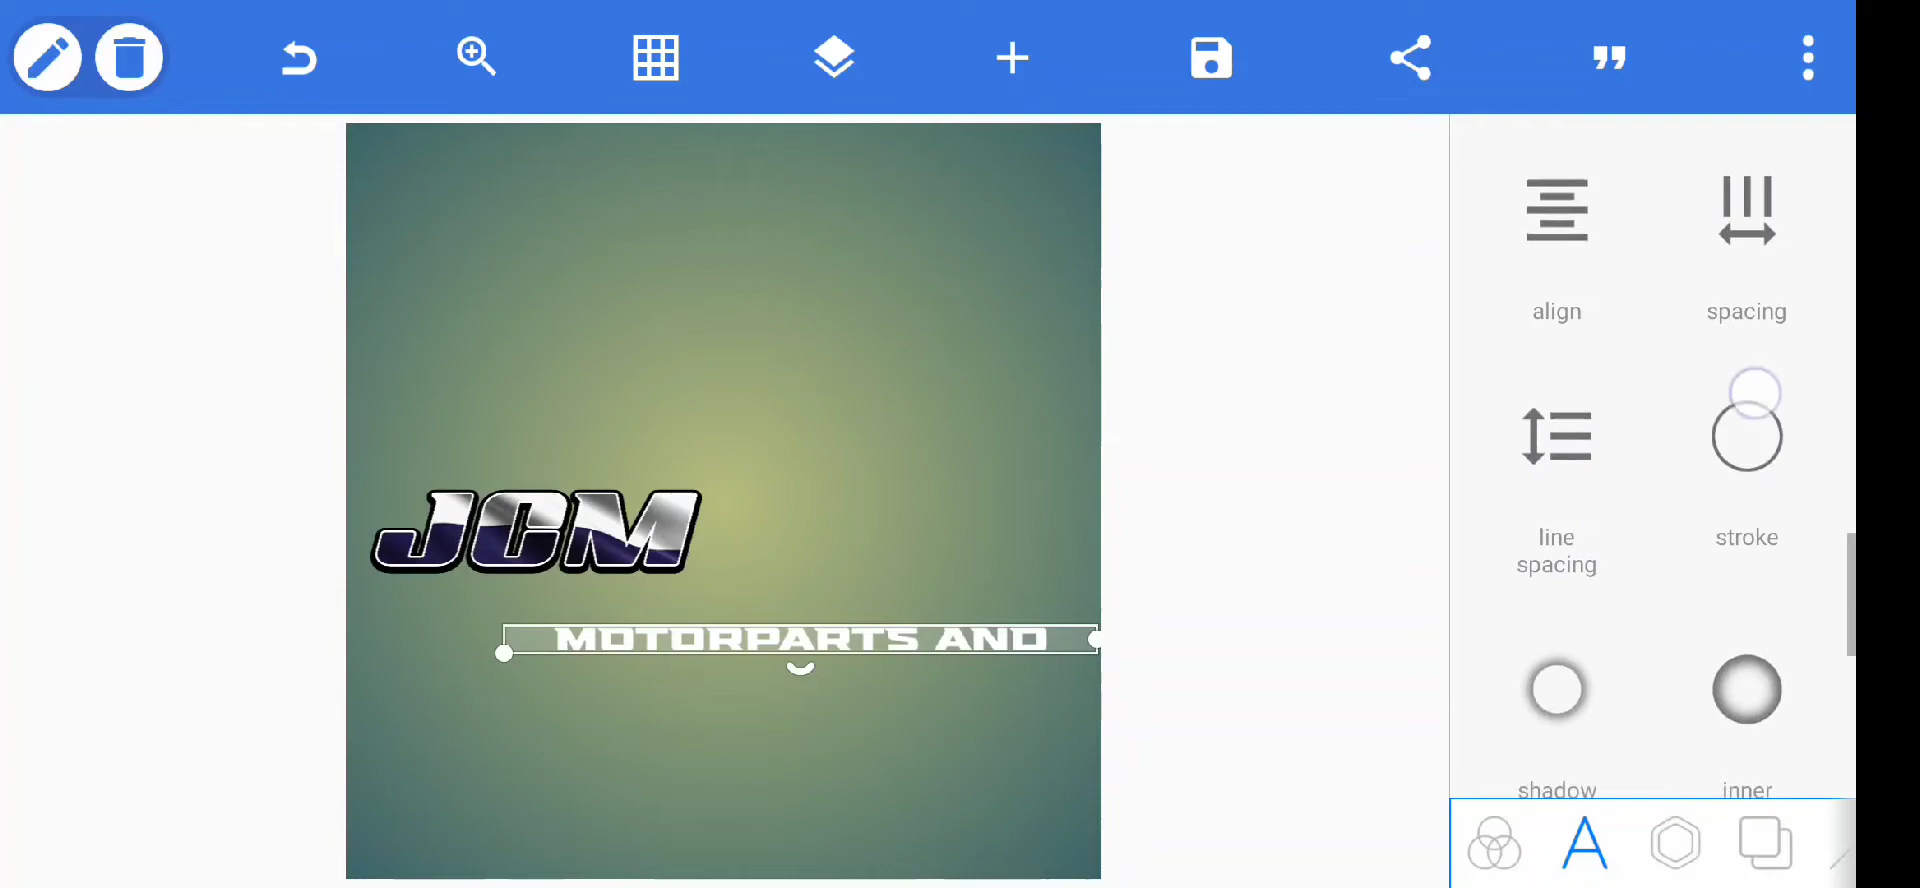 align
spacing
line
spacing
stroke
shadow
inner
JCM
MOTORPARTS AND